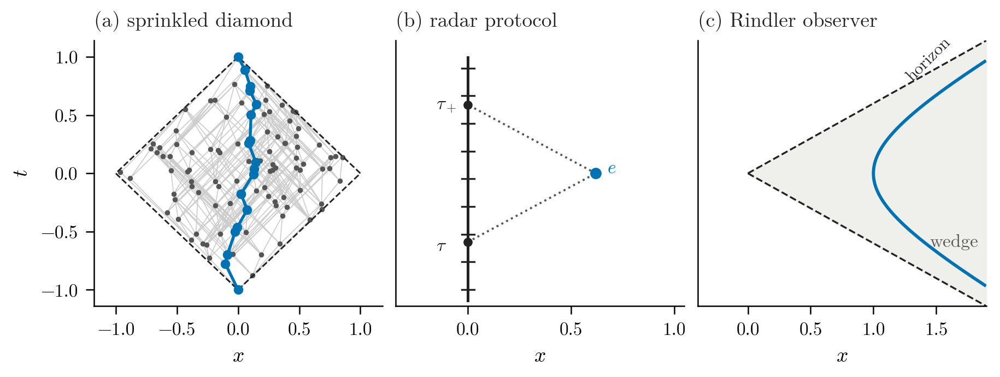 (a) sprinkled diamond
(b) radar protocol
(c) Rindler observer
t
1.0
0.5
0.0
−0.5
−1.0
−1.0 −0.5 0.0 0.5 1.0
x
τ+
τ
e
0.0 0.5 1.0
x
horizon
wedge
0.0 0.5 1.0 1.5
x